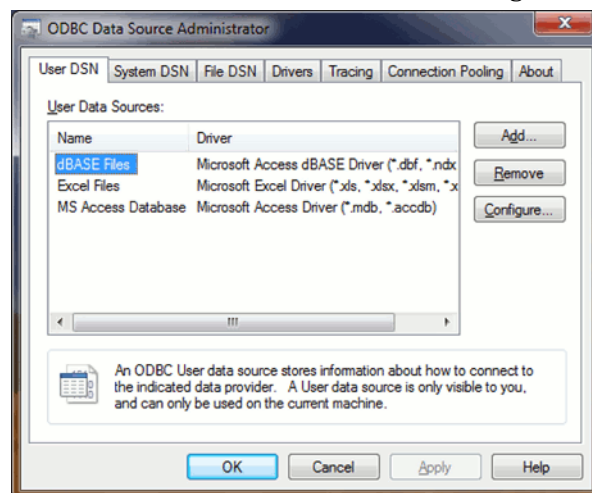 ODBC Data Source Administrator
User DSN System DSN File DSN Drivers Tracing Connection Pooling About
User Data Sources:
Name Driver Add...
dBASE Files Microsoft Access dBASE Driver (*.dbf, *.ndx
Remove
Excel Files Microsoft Excel Driver (*.xls, *.xlsx, *.xlsm, *.x
MS Access Database Microsoft Access Driver (*.mdb, *.accdb) Configure...
An ODBC User data source stores information about how to connect to
the indicated data provider. A User data source is only visible to you,
and can only be used on the current machine.
OK Cancel Apply Help